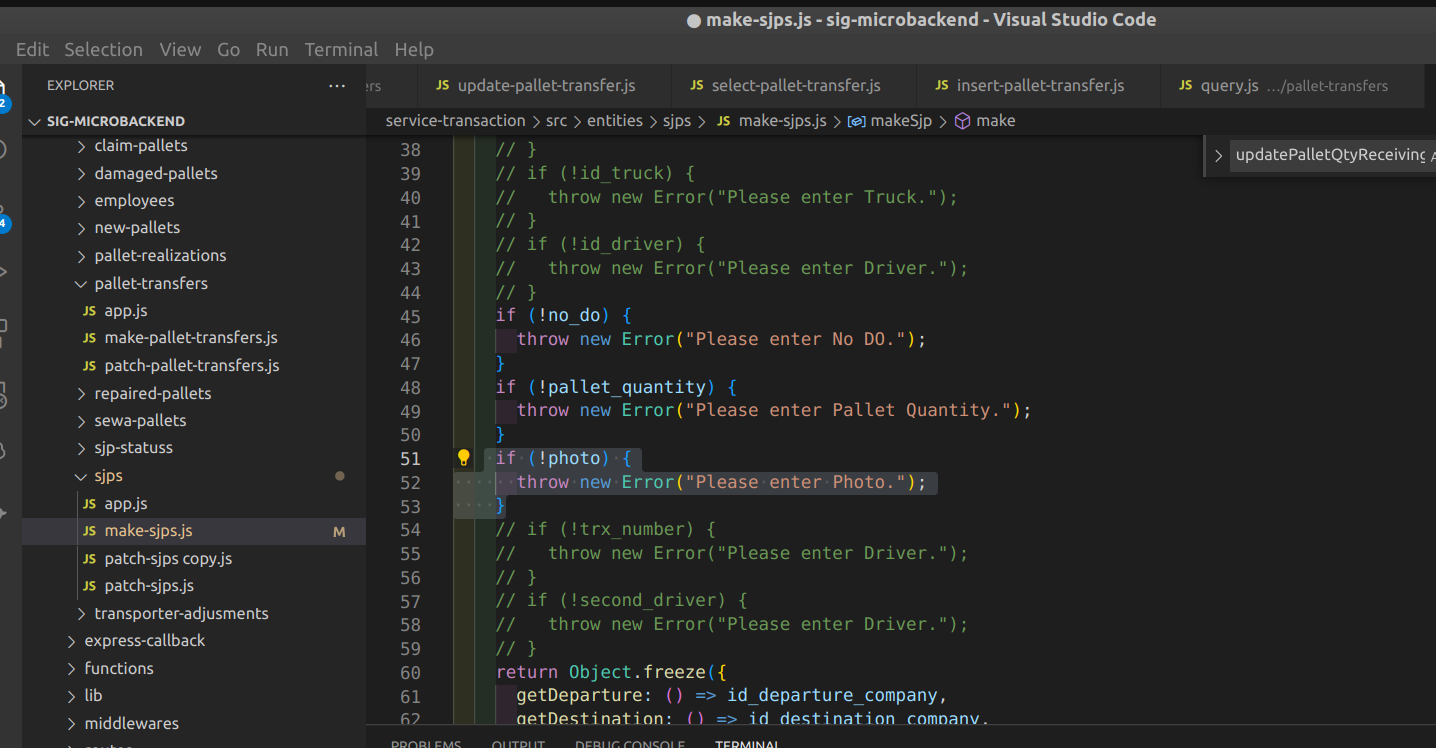 ● make-sjps.js - sig-microbackend - Visual Studio Code
Edit Selection View Go Run Terminal Help
EXPLORER ···
ers JS update-pallet-transfer.js JS select-pallet-transfer.js JS insert-pallet-transfer.js JS query.js .../pallet-transfers
2
SIG-MICROBACKEND
service-transaction > src > entities > sjps > JS make-sjps.js > makeSjp > make
updatePalletQtyReceiving
claim-pallets
damaged-pallets
employees
new-pallets
pallet-realizations
pallet-transfers
JS app.js
JS make-pallet-transfers.js
JS patch-pallet-transfers.js
repaired-pallets
sewa-pallets
sjp-statuss
sjps
JS app.js
JS make-sjps.js M
JS patch-sjps copy.js
JS patch-sjps.js
transporter-adjusments
express-callback
functions
lib
middlewares
4
38 // }
39 // if (!id_truck) {
40 //   throw new Error("Please enter Truck.");
41 // }
42 // if (!id_driver) {
43 //   throw new Error("Please enter Driver.");
44 // }
45 if (!no_do) {
46   throw new Error("Please enter No DO.");
47 }
48 if (!pallet_quantity) {
49   throw new Error("Please enter Pallet Quantity.");
50 }
51 if (!photo) {
52   throw new Error("Please enter Photo.");
53 }
54 // if (!trx_number) {
55 //   throw new Error("Please enter Driver.");
56 // }
57 // if (!second_driver) {
58 //   throw new Error("Please enter Driver.");
59 // }
60 return Object.freeze({
61   getDeparture: () => id_departure_company,
62   getDestination: () => id_destination_company,
PROBLEMS OUTPUT DEBUG CONSOLE TERMINAL